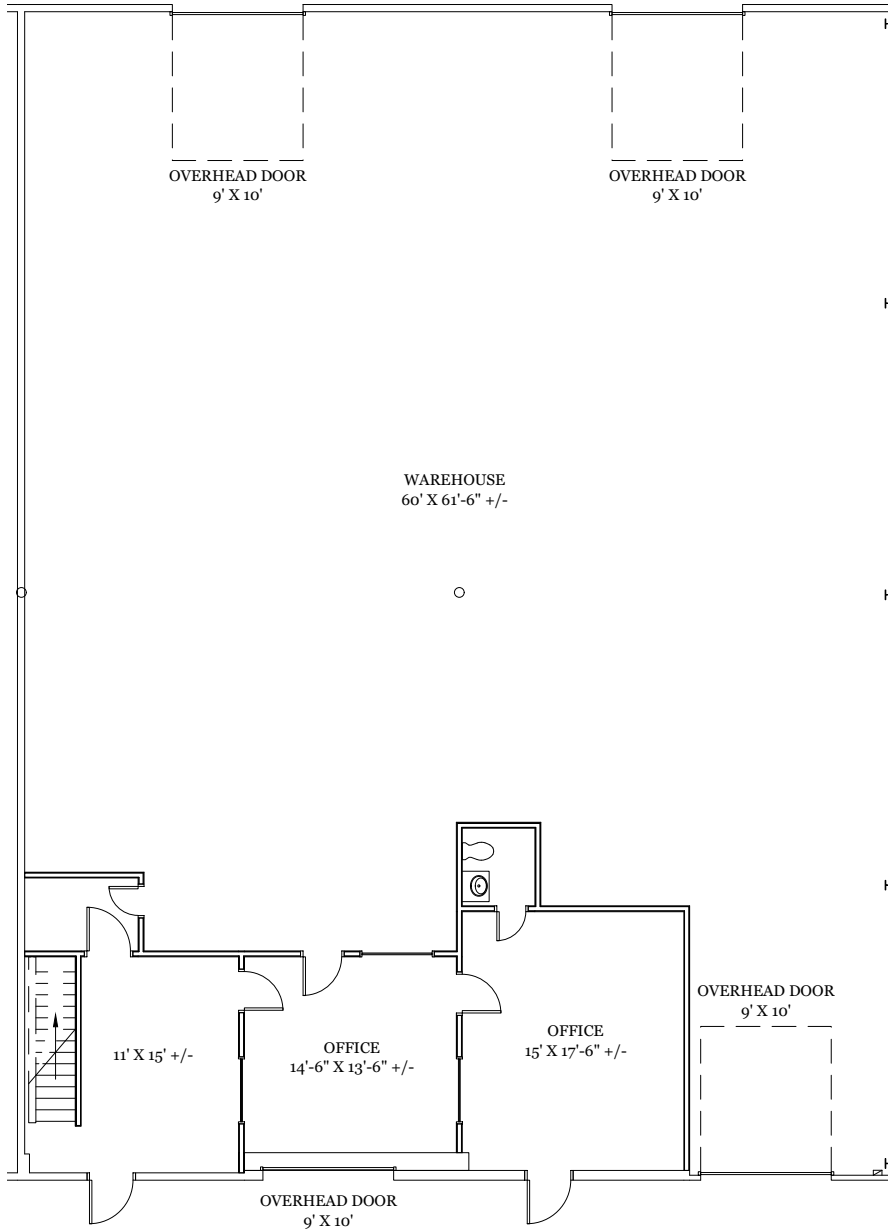 OVERHEAD DOOR
9' X 10'
OVERHEAD DOOR
9' X 10'
WAREHOUSE
60' X 61'-6" +/-
OVERHEAD DOOR
9' X 10'
11' X 15' +/-
OFFICE
14'-6" X 13'-6" +/-
OFFICE
15' X 17'-6" +/-
OVERHEAD DOOR
9' X 10'